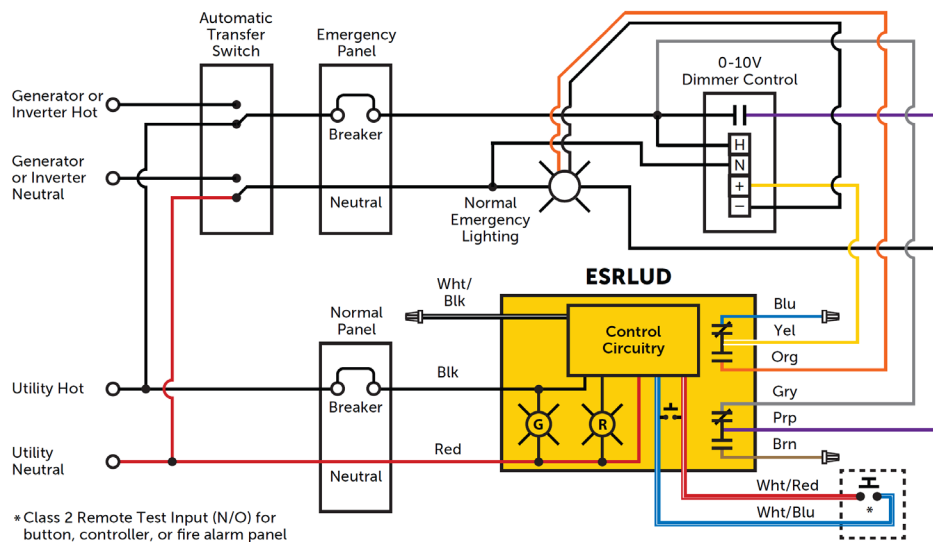 Automatic
Transfer
Switch
Emergency
Panel
0-10V
Dimmer Control
Generator or
Inverter Hot
Breaker
H
N
+
−
Generator
or Inverter
Neutral
Neutral
Normal
Emergency
Lighting
ESRLUD
Wht/
Blk
Normal
Panel
Control
Circuitry
Blu
Yel
Org
Utility Hot
Breaker
Blk
Gry
Prp
Brn
G
R
Utility
Neutral
Red
Neutral
Wht/Red
Wht/Blu
*
*Class 2 Remote Test Input (N/O) for
button, controller, or fire alarm panel